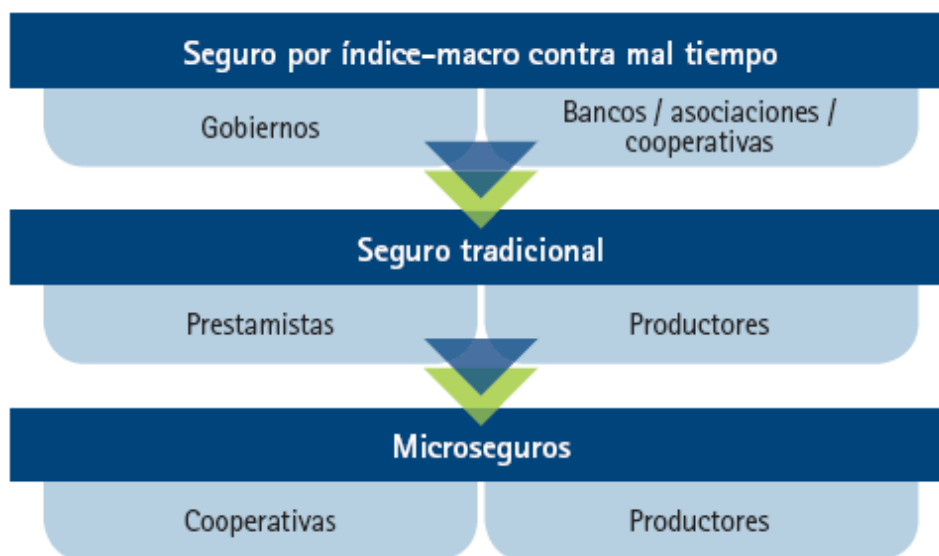 Seguro por índice-macro contra mal tiempo
Gobiernos
Bancos / asociaciones /
cooperativas
Seguro tradicional
Prestamistas
Productores
Microseguros
Cooperativas
Productores